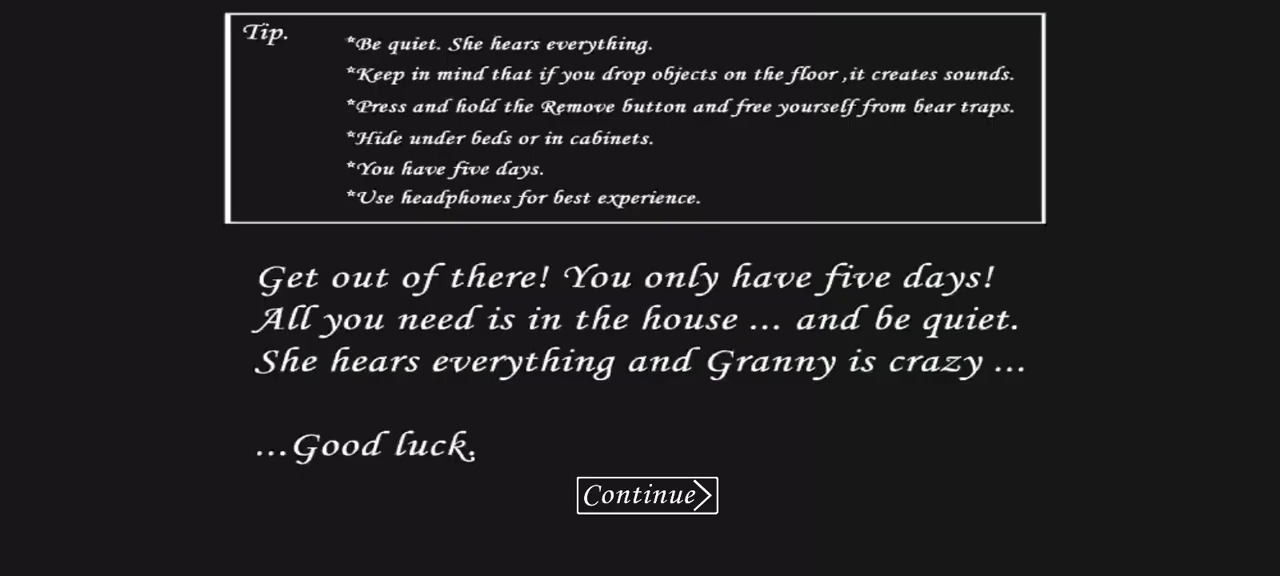 Tip.
*Be quiet. She hears everything.
*Keep in mind that if you drop objects on the floor ,it creates sounds.
*Press and hold the Remove button and free yourself from bear traps.
*Hide under beds or in cabinets.
*You have five days.
*Use headphones for best experience.
Get out of there! You only have five days!
All you need is in the house ... and be quiet.
She hears everything and Granny is crazy ...
...Good luck.
Continue>